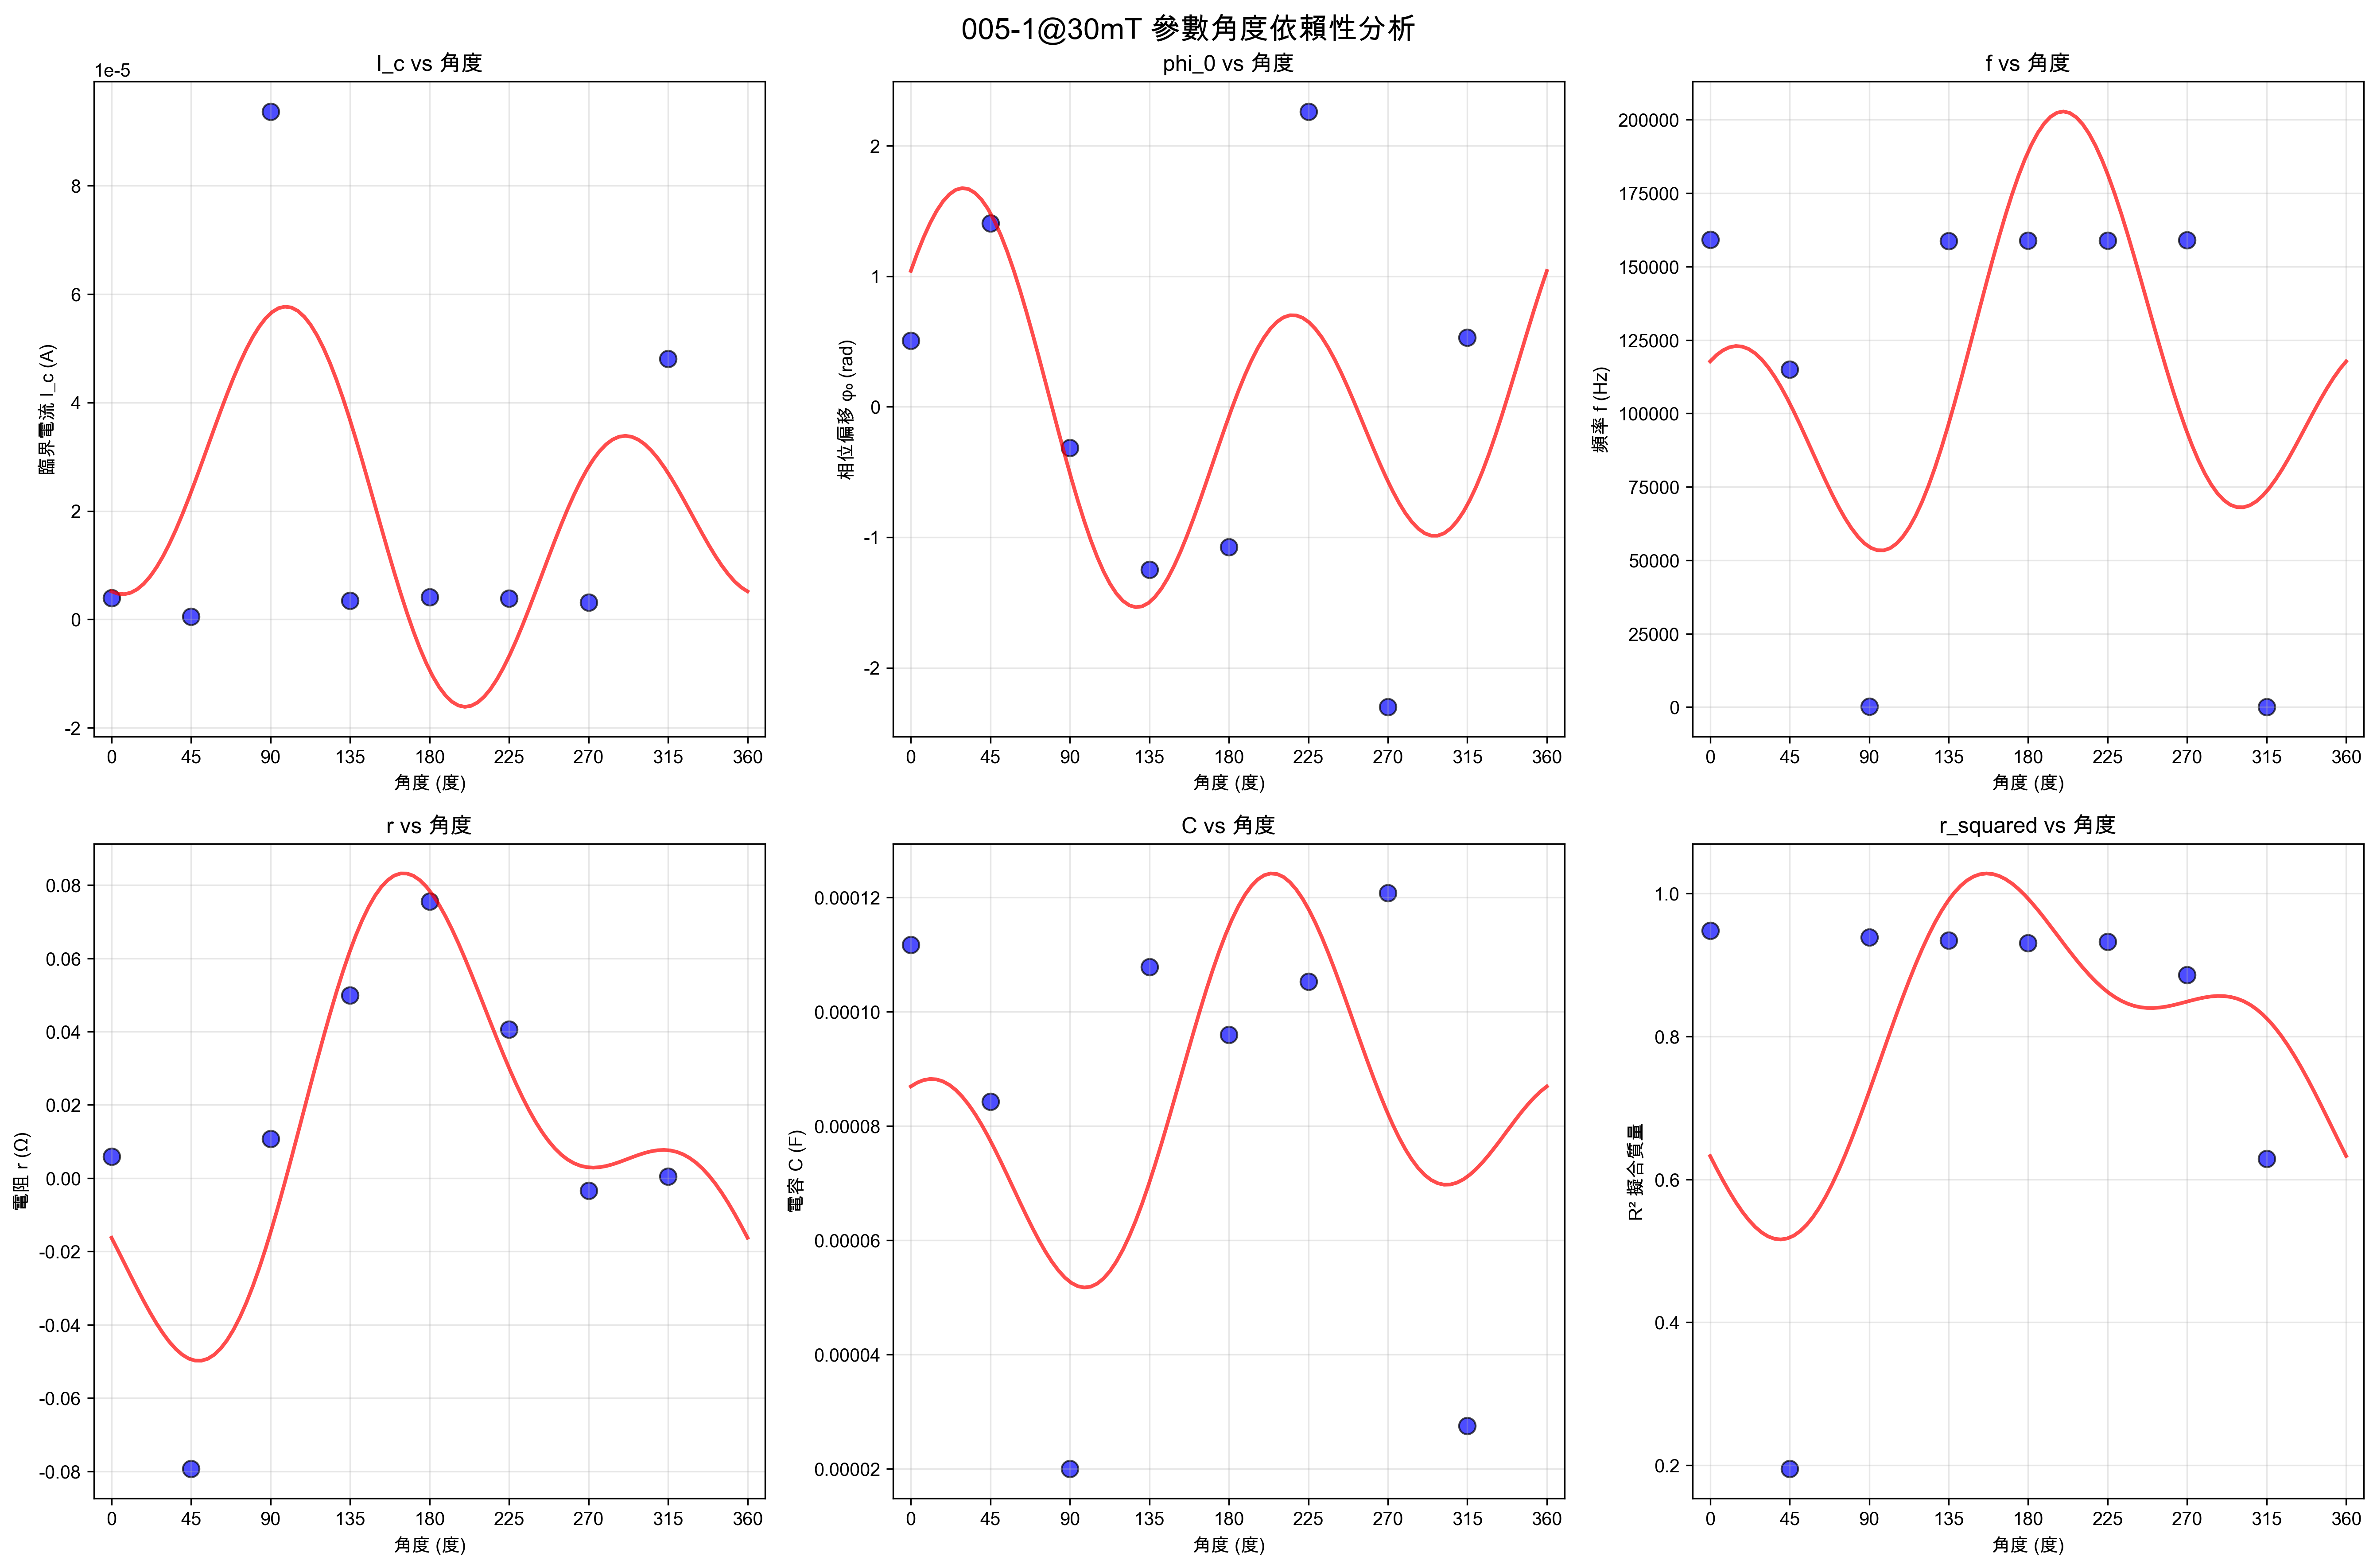 005-1@30mT 參數角度依賴性分析
I_c vs 角度
1e-5
8
6
4
2
0
-2
臨界電流 I_c (A)
0 45 90 135 180 225 270 315 360
角度 (度)
phi_0 vs 角度
2
1
0
-1
-2
相位偏移 φ₀ (rad)
0 45 90 135 180 225 270 315 360
角度 (度)
f vs 角度
200000
175000
150000
125000
100000
75000
50000
25000
0
頻率 f (Hz)
0 45 90 135 180 225 270 315 360
角度 (度)
r vs 角度
0.08
0.06
0.04
0.02
0.00
-0.02
-0.04
-0.06
-0.08
電阻 r (Ω)
0 45 90 135 180 225 270 315 360
角度 (度)
C vs 角度
0.00012
0.00010
0.00008
0.00006
0.00004
0.00002
電容 C (F)
0 45 90 135 180 225 270 315 360
角度 (度)
r_squared vs 角度
1.0
0.8
0.6
0.4
0.2
R² 擬合質量
0 45 90 135 180 225 270 315 360
角度 (度)